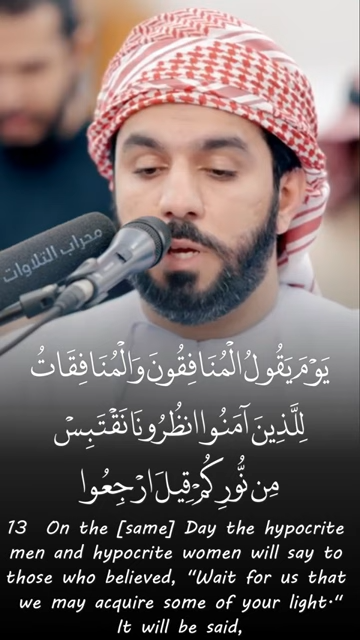 محراب التلاوات
يَوْمَ يَقُولُ الْمُنَافِقُونَ وَالْمُنَافِقَاتُ
لِلَّذِينَ آمَنُوا انظُرُونَا نَقْتَبِسْ
مِن نُّورِكُمْ قِيلَ ارْجِعُوا
13 On the [same] Day the hypocrite
men and hypocrite women will say to
those who believed, "Wait for us that
we may acquire some of your light."
It will be said,